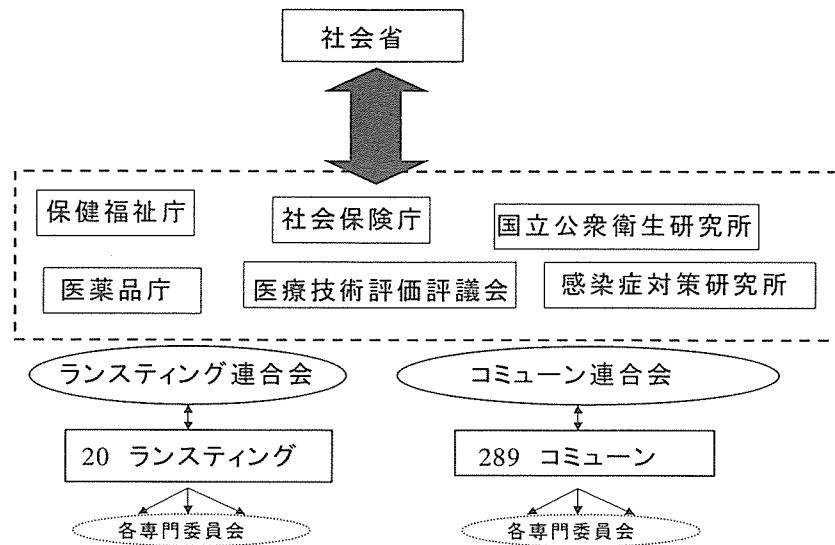 社会省
保健福祉庁
社会保険庁
国立公衆衛生研究所
医薬品庁
医療技術評価評議会
感染症対策研究所
ランスティング連合会
コミューン連合会
20 ランスティング
289 コミューン
各専門委員会
各専門委員会